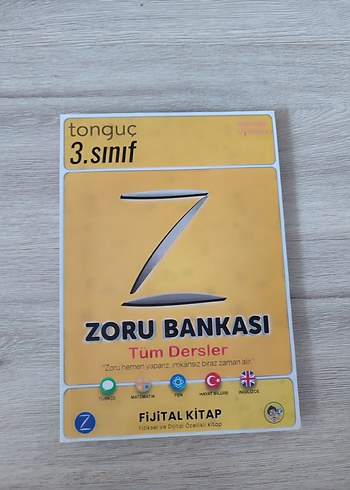 tonguç
3.sınıf
Z
ZORU BANKASI
Tüm Dersler
"Zoru hemen yaparız, imkânsız biraz zaman alır."
TÜRKÇE
MATEMATİK
FEN
HAYAT BİLGİSİ
İNGİLİZCE
Z
FİJİTAL KİTAP
Fiziksel ve Dijital Özellikli Kitap